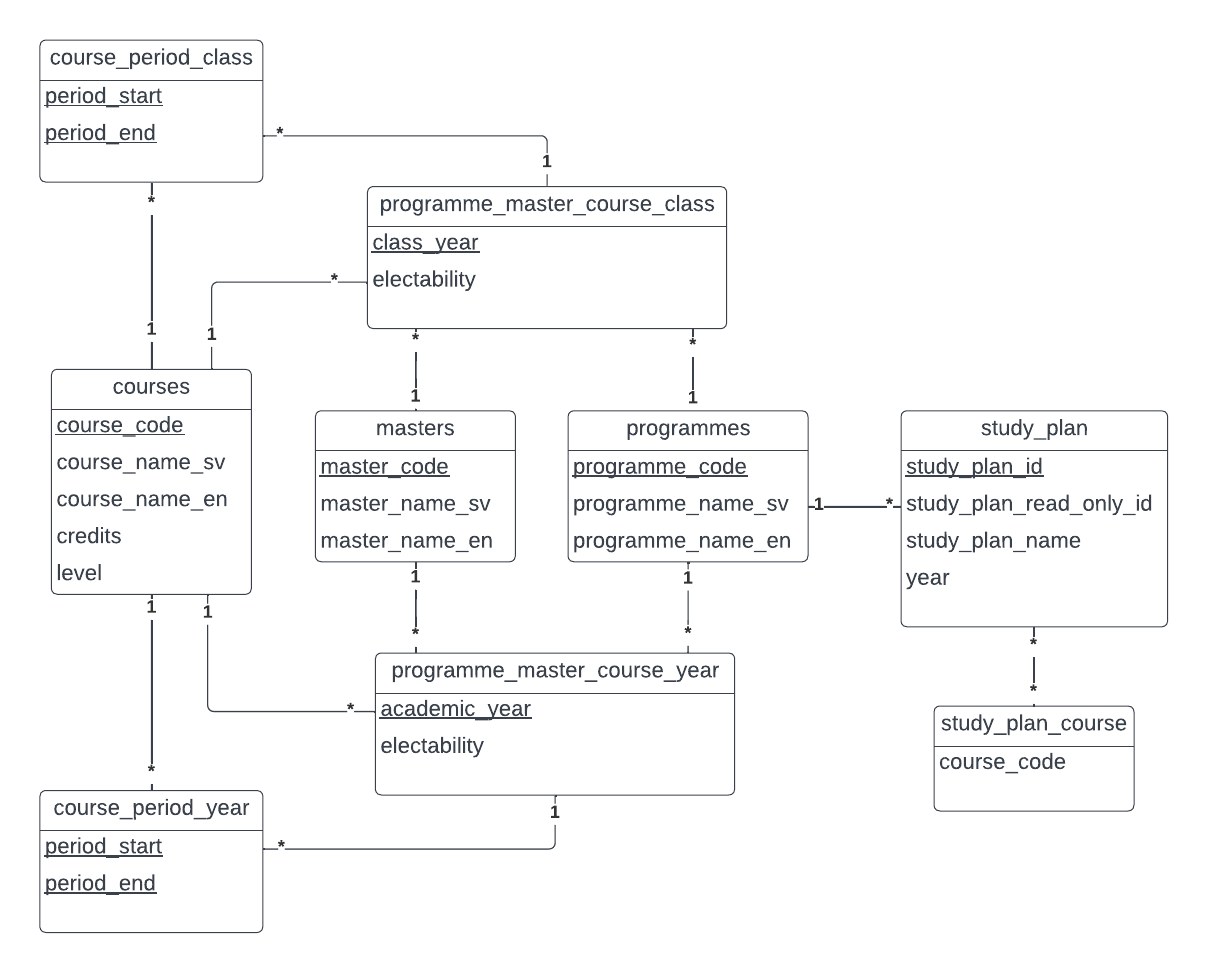 course_period_class
period_start
period_end
*
1
*
programme_master_course_class
class_year
electability
*
1
1
*
*
1
1
courses
course_code
course_name_sv
course_name_en
credits
level
masters
master_code
master_name_sv
master_name_en
programmes
programme_code
programme_name_sv
programme_name_en
1
*
study_plan
study_plan_id
study_plan_read_only_id
study_plan_name
year
1
1
1
1
*
*
*
*
programme_master_course_year
academic_year
electability
*
study_plan_course
course_code
*
1
course_period_year
period_start
period_end
*